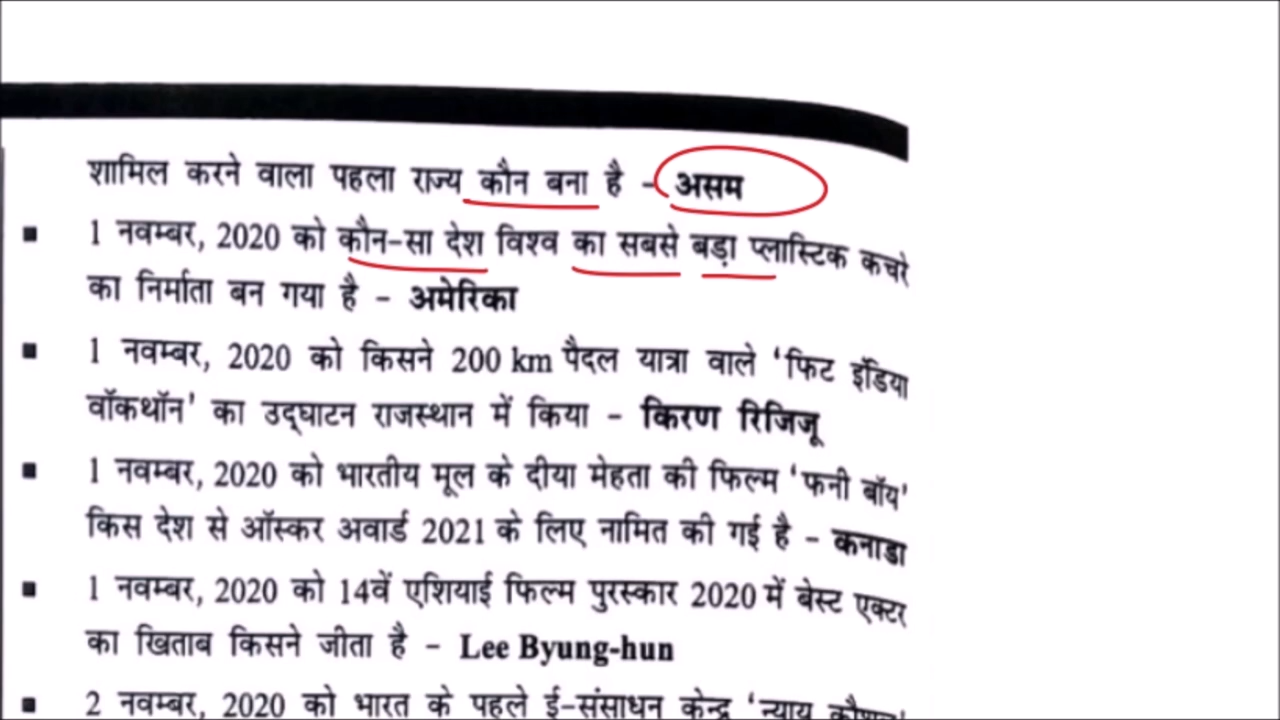 शामिल करने वाला पहला राज्य कौन बना है - असम
▪ 1 नवम्बर, 2020 को कौन-सा देश विश्व का सबसे बड़ा प्लास्टिक कचरे
का निर्माता बन गया है - अमेरिका
▪ 1 नवम्बर, 2020 को किसने 200 km पैदल यात्रा वाले 'फिट इंडिया
वॉकथॉन' का उद्घाटन राजस्थान में किया - किरण रिजिजू
▪ 1 नवम्बर, 2020 को भारतीय मूल के दीया मेहता की फिल्म 'फनी बॉय'
किस देश से ऑस्कर अवार्ड 2021 के लिए नामित की गई है - कनाडा
▪ 1 नवम्बर, 2020 को 14वें एशियाई फिल्म पुरस्कार 2020 में बेस्ट एक्टर
का खिताब किसने जीता है - Lee Byung-hun
▪ 2 नवम्बर, 2020 को भारत के पहले ई-संसाधन केन्द्र 'न्याय